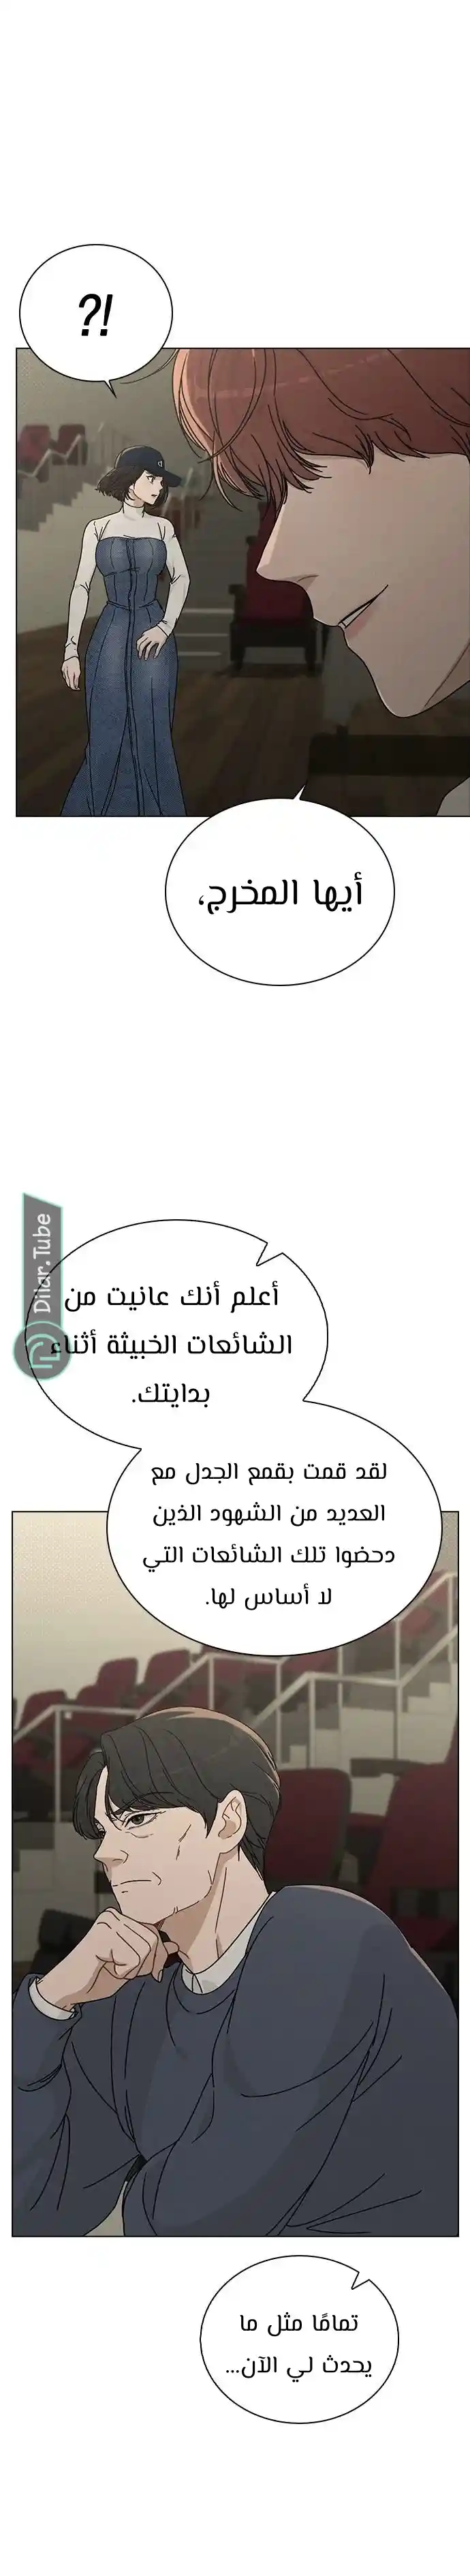 ?!
أيها المخرج،
Dilar.Tube
أعلم أنك عانيت من
الشائعات الخبيثة أثناء
بدايتك.
لقد قمت بقمع الجدل مع
العديد من الشهود الذين
دحضوا تلك الشائعات التي
لا أساس لها.
تمامًا مثل ما
يحدث لي الآن...